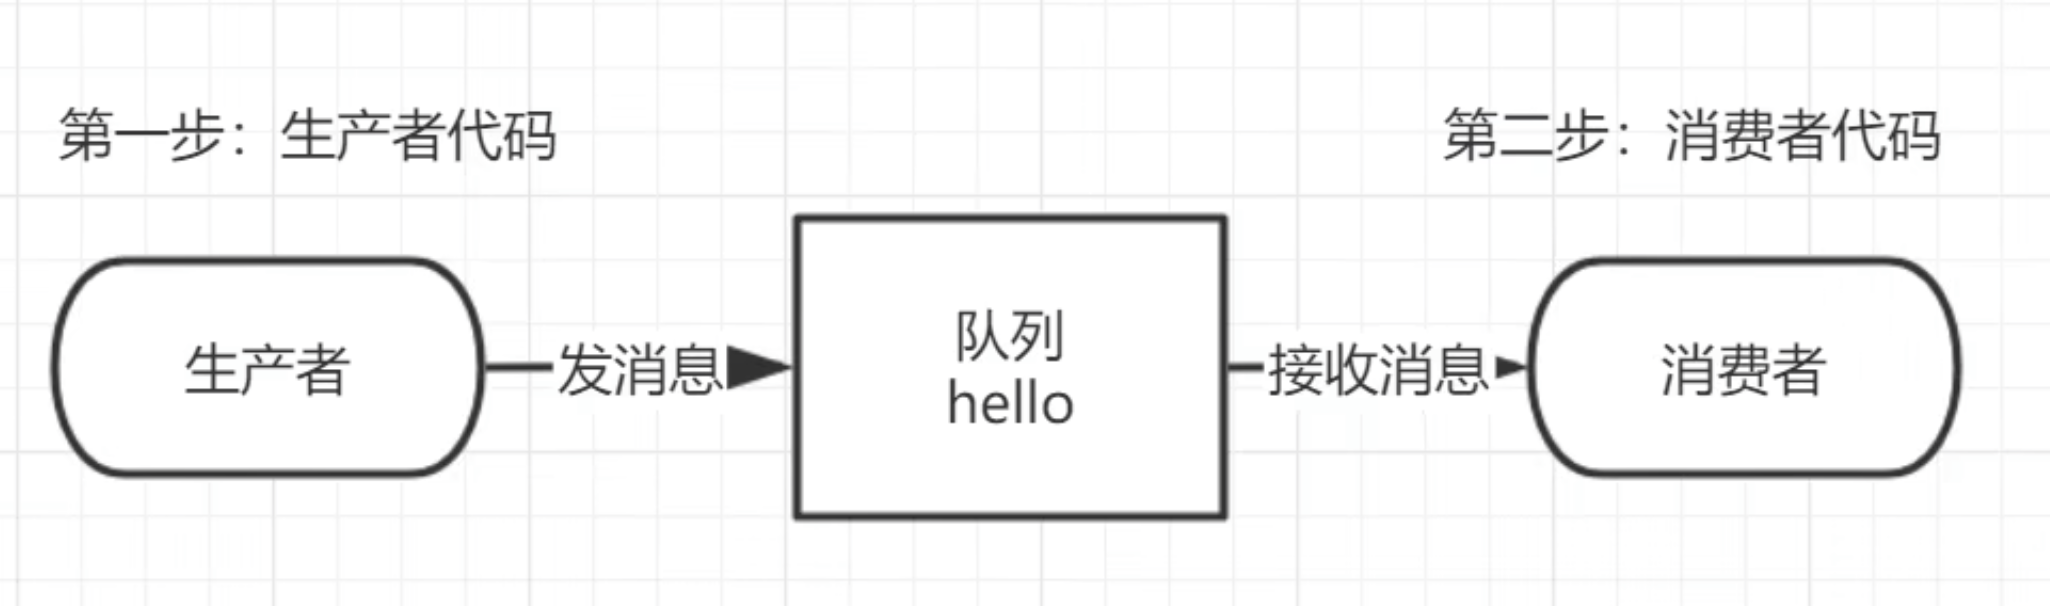 第一步：生产者代码
第二步：消费者代码
生产者
发消息
队列
hello
接收消息
消费者